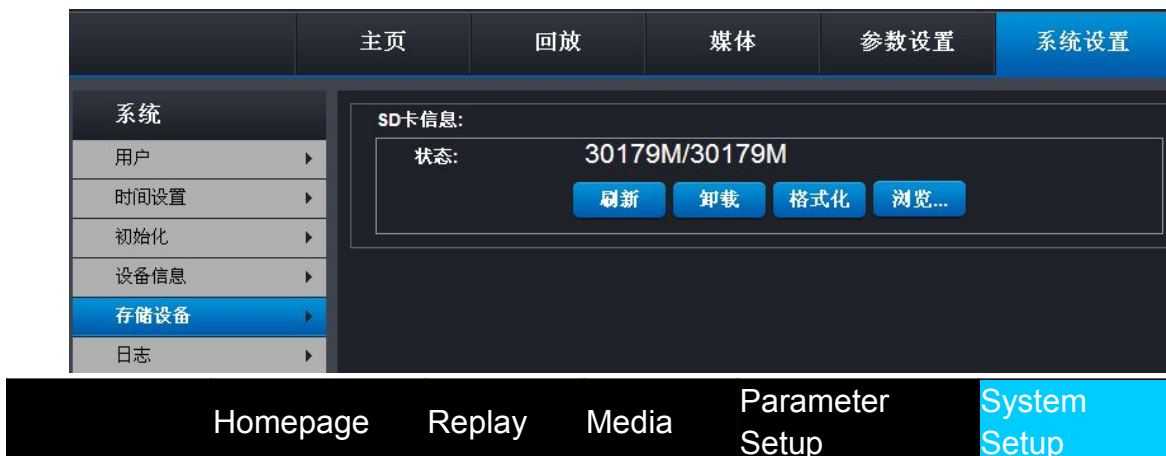 主页 回放 媒体 参数设置 系统设置
系统
用户
时间设置
初始化
设备信息
存储设备
日志
SD卡信息:
状态: 30179M/30179M
刷新 卸载 格式化 浏览...
Homepage Replay Media Parameter Setup System Setup